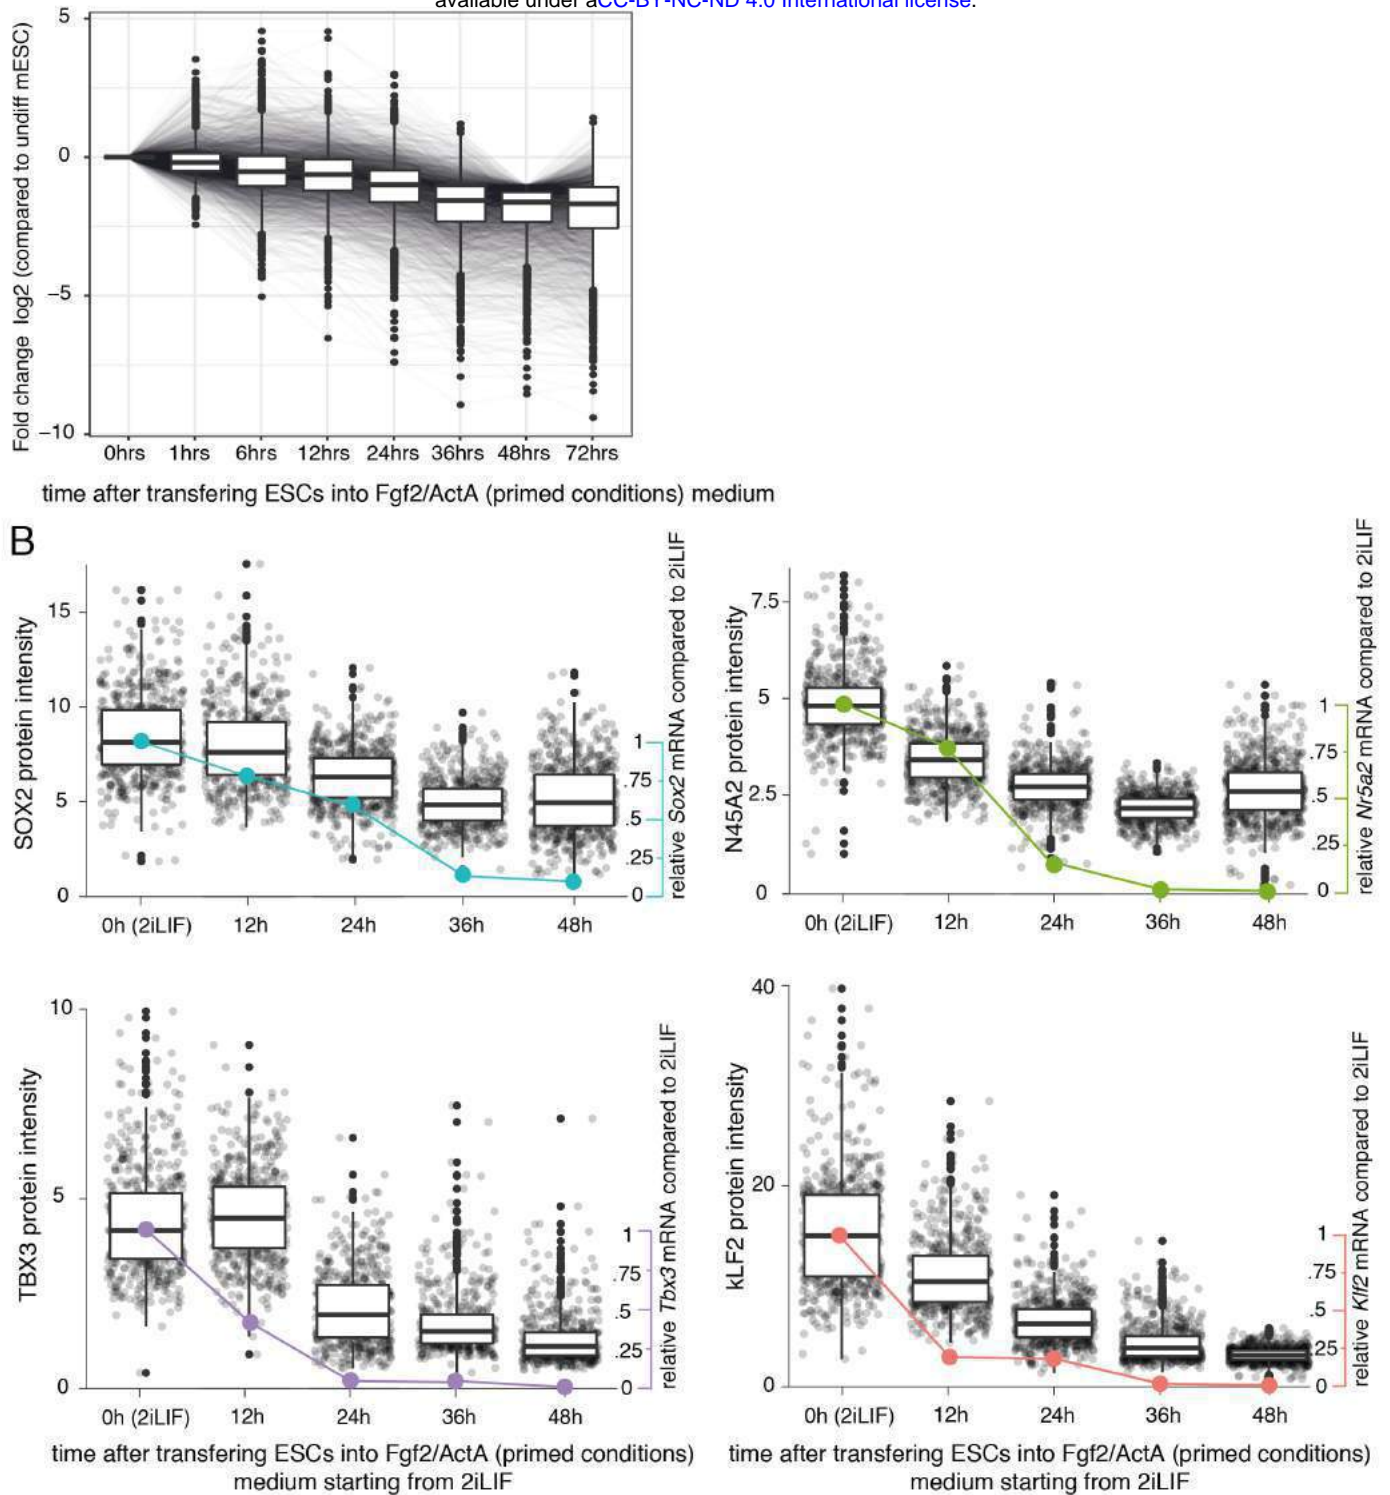 available under aCC-BY-NC-ND 4.0 International license.
Fold change log2 (compared to undiff mESC)
5
0
−5
−10
0hrs 1hrs 6hrs 12hrs 24hrs 36hrs 48hrs 72hrs
time after transfering ESCs into Fgf2/ActA (primed conditions) medium
B
SOX2 protein intensity
15
10
5
0
0h (2iLIF) 12h 24h 36h 48h
1
.75
.5
.25
0
relative Sox2 mRNA compared to 2iLIF
N45A2 protein intensity
7.5
5
2.5
0
0h (2iLIF) 12h 24h 36h 48h
1
.75
.5
.25
0
relative Nr5a2 mRNA compared to 2iLIF
TBX3 protein intensity
10
5
0
0h (2iLIF) 12h 24h 36h 48h
1
.75
.5
.25
0
relative Tbx3 mRNA compared to 2iLIF
time after transfering ESCs into Fgf2/ActA (primed conditions)
medium starting from 2iLIF
kLF2 protein intensity
40
20
0
0h (2iLIF) 12h 24h 36h 48h
1
.75
.5
.25
0
relative Klf2 mRNA compared to 2iLIF
time after transfering ESCs into Fgf2/ActA (primed conditions)
medium starting from 2iLIF